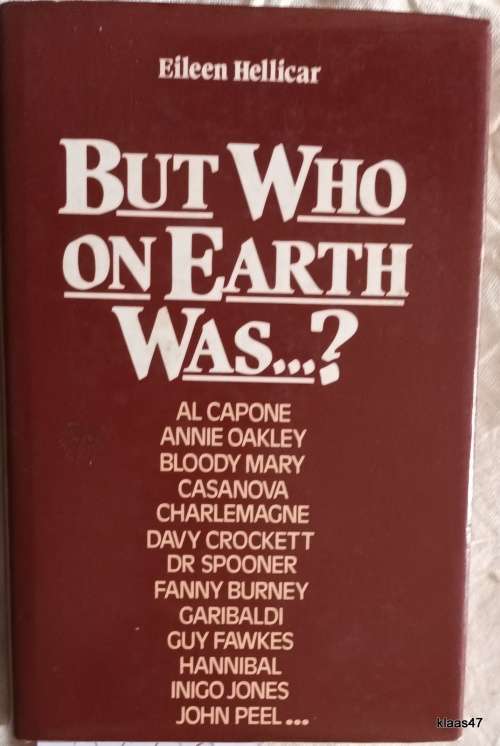 Eileen Hellicar
BUT WHO
ON EARTH
WAS...?
AL CAPONE
ANNIE OAKLEY
BLOODY MARY
CASANOVA
CHARLEMAGNE
DAVY CROCKETT
DR SPOONER
FANNY BURNEY
GARIBALDI
GUY FAWKES
HANNIBAL
INIGO JONES
JOHN PEEL...
klaas47